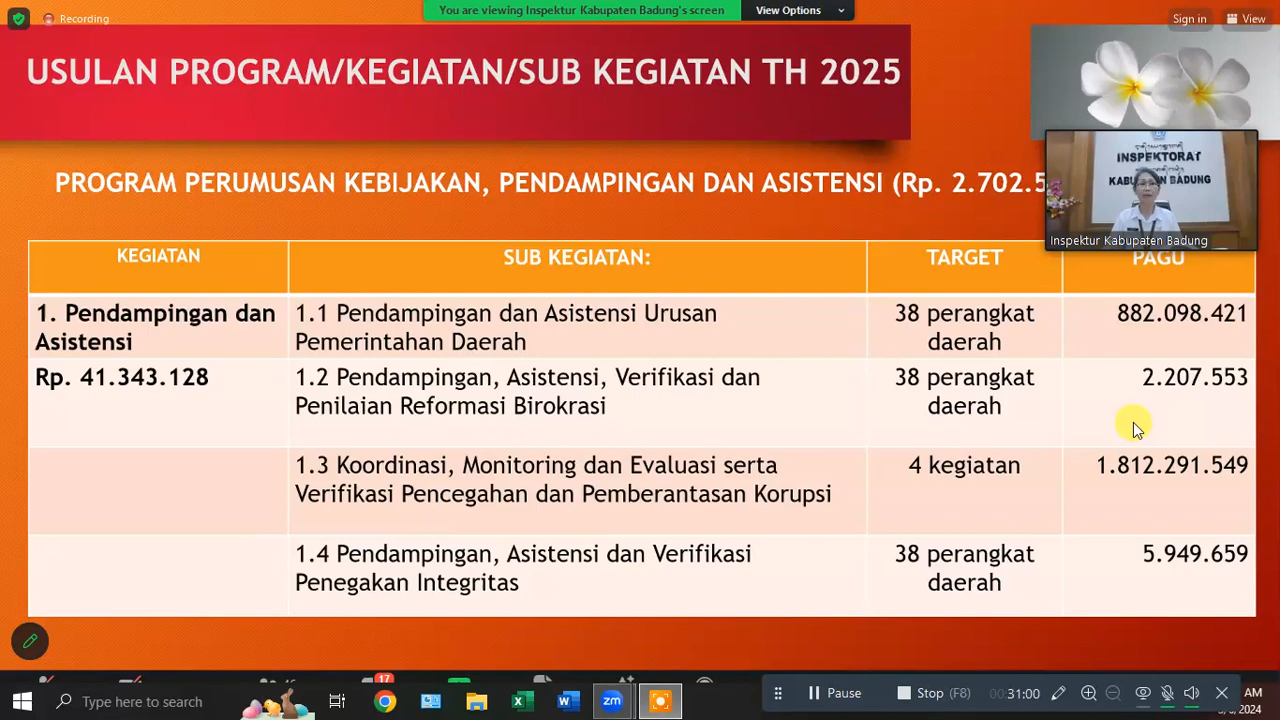 Recording
You are viewing Inspektur Kabupaten Badung's screen
View Options
Sign in
View
USULAN PROGRAM/KEGIATAN/SUB KEGIATAN TH 2025
PROGRAM PERUMUSAN KEBIJAKAN, PENDAMPINGAN DAN ASISTENSI (Rp. 2.702.5
INSPEKTORAT
KABUPATEN BADUNG
Inspektur Kabupaten Badung
KEGIATAN
SUB KEGIATAN:
TARGET
PAGU
1. Pendampingan dan
Asistensi
1.1 Pendampingan dan Asistensi Urusan
Pemerintahan Daerah
38 perangkat
daerah
882.098.421
Rp. 41.343.128
1.2 Pendampingan, Asistensi, Verifikasi dan
Penilaian Reformasi Birokrasi
38 perangkat
daerah
2.207.553
1.3 Koordinasi, Monitoring dan Evaluasi serta
Verifikasi Pencegahan dan Pemberantasan Korupsi
4 kegiatan
1.812.291.549
1.4 Pendampingan, Asistensi dan Verifikasi
Penegakan Integritas
38 perangkat
daerah
5.949.659
17
Type here to search
zm
Pause
Stop (F8)
00:31:00
AM